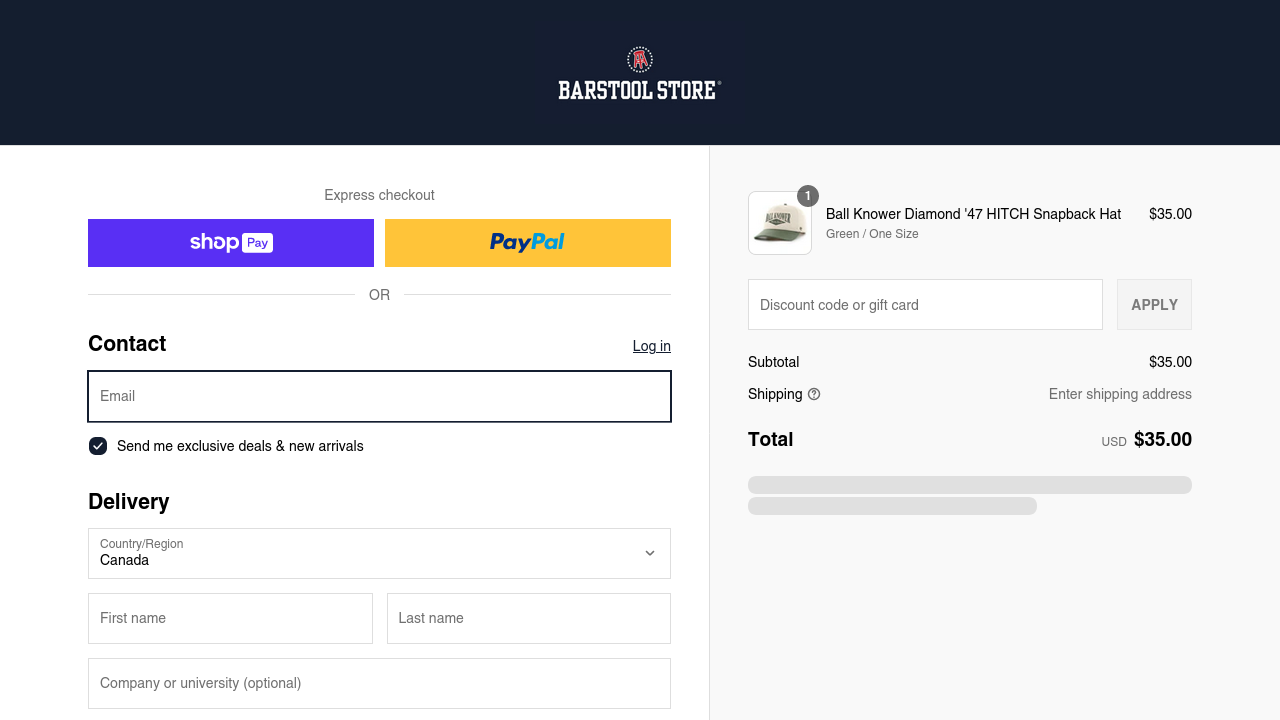 BARSTOOL STORE
Express checkout
shop Pay
PayPal
OR
Contact
Log in
Email
Send me exclusive deals & new arrivals
Delivery
Country/Region
Canada
First name
Last name
Company or university (optional)
1
Ball Knower Diamond '47 HITCH Snapback Hat
$35.00
Green / One Size
Discount code or gift card
APPLY
Subtotal
$35.00
Shipping
Enter shipping address
Total
USD $35.00